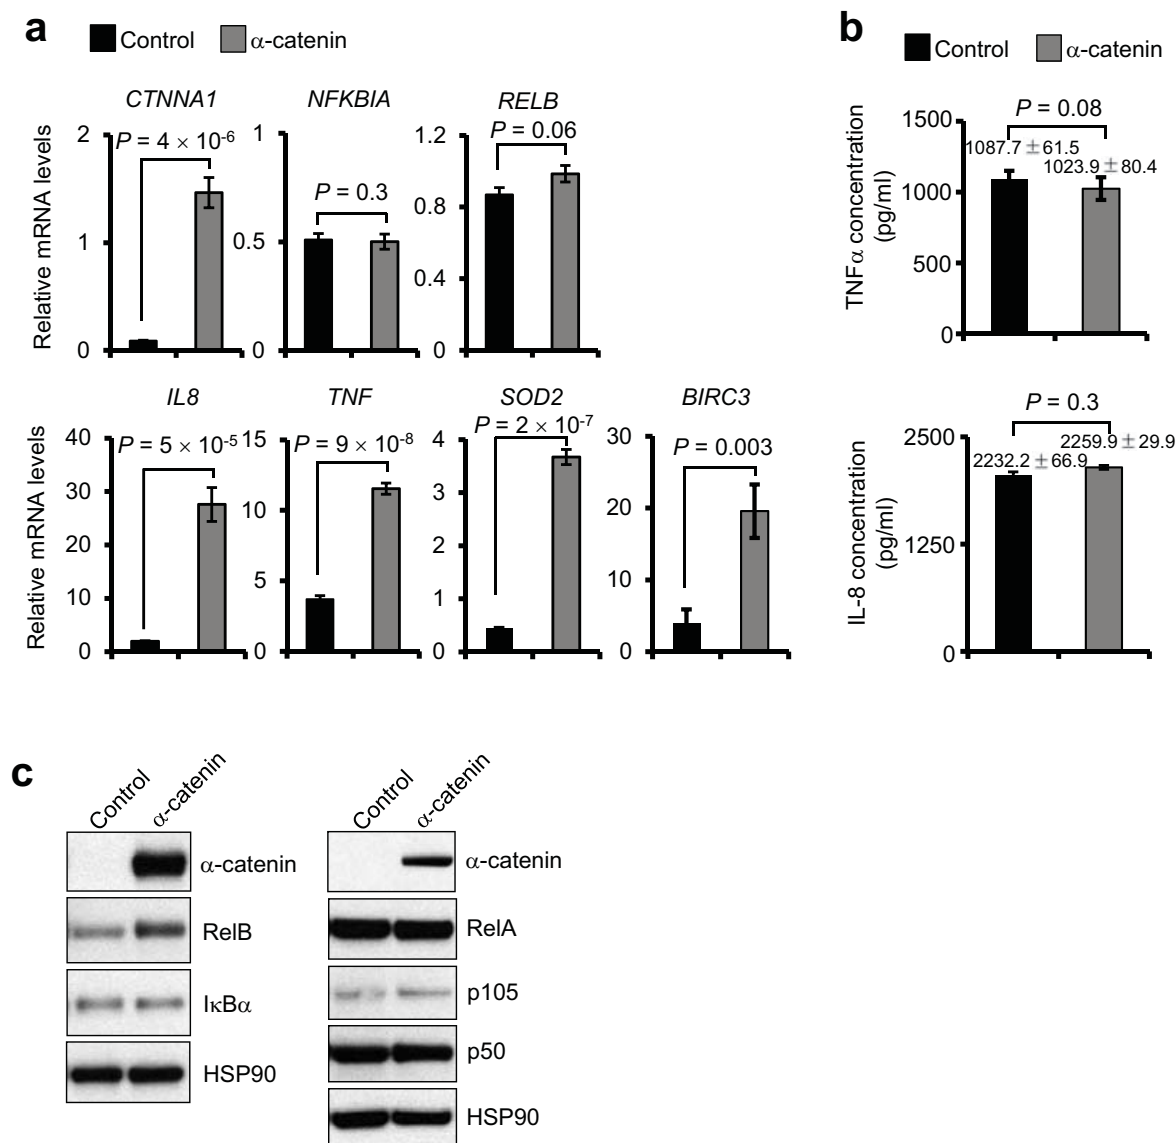 a
Control α-catenin
CTNNA1 NFKBIA RELB
Relative mRNA levels
P = 4 × 10-6
2
1
0
P = 0.3
1
0.5
0
P = 0.06
1.2
0.8
0.4
0
IL8 TNF SOD2 BIRC3
Relative mRNA levels
P = 5 × 10-5
40
30
20
10
0
P = 9 × 10-8
15
10
5
0
P = 2 × 10-7
4
3
2
1
0
P = 0.003
30
20
10
0
b
Control α-catenin
P = 0.08
TNFα concentration
(pg/ml)
1500
1000
500
0
1087.7 ± 61.5
1023.9 ± 80.4
P = 0.3
IL-8 concentration
(pg/ml)
2500
1250
0
2259.9 ± 29.9
2232.2 ± 66.9
c
Control α-catenin
α-catenin
RelB
IκBα
HSP90
Control α-catenin
α-catenin
RelA
p105
p50
HSP90